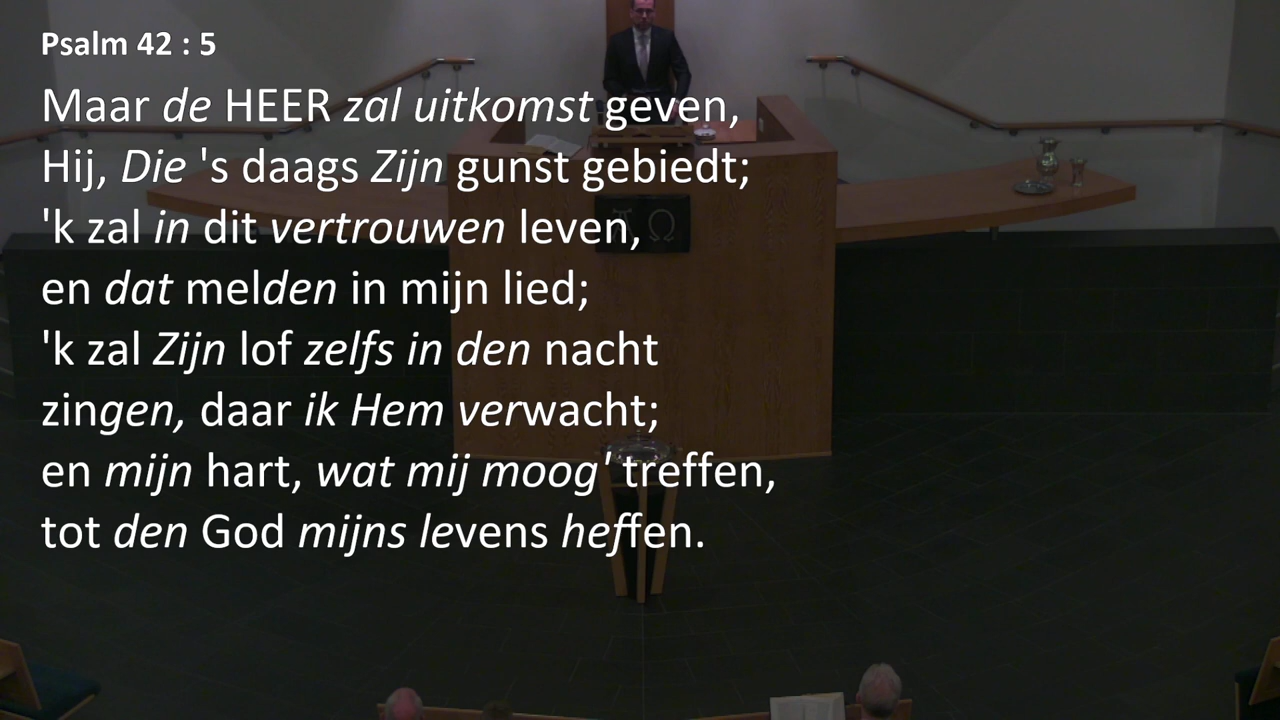 Psalm 42 : 5
Maar de HEER zal uitkomst geven,
Hij, Die 's daags Zijn gunst gebiedt;
'k zal in dit vertrouwen leven,
en dat melden in mijn lied;
'k zal Zijn lof zelfs in den nacht
zingen, daar ik Hem verwacht;
en mijn hart, wat mij moog' treffen,
tot den God mijns levens heffen.
Α Ω